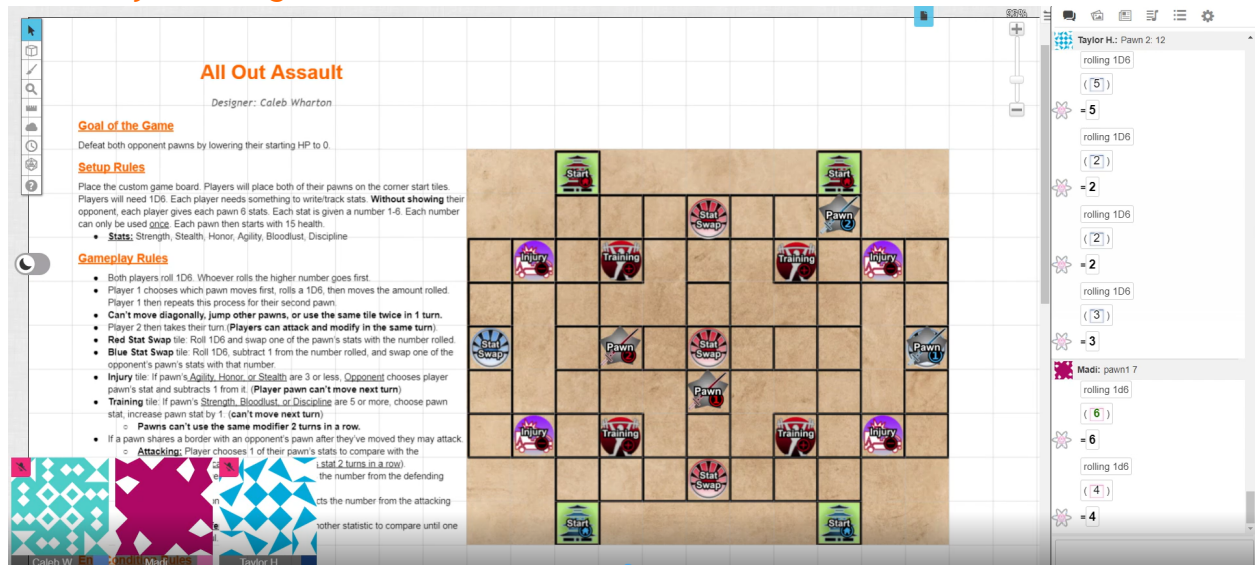 All Out Assault
Designer: Caleb Wharton
Goal of the Game
Defeat both opponent pawns by lowering their starting HP to 0.
Setup Rules
Place the custom game board. Players will place both of their pawns on the corner start tiles.
Players will need 1D6. Each player needs something to write/track stats. Without showing their
opponent, each player gives each pawn 6 stats. Each stat is given a number 1-6. Each number
can only be used once. Each pawn then starts with 15 health.
Stats: Strength, Stealth, Honor, Agility, Bloodlust, Discipline
Gameplay Rules
Both players roll 1D6. Whoever rolls the higher number goes first.
Player 1 chooses which pawn moves first, rolls a 1D6, then moves the amount rolled.
Player 1 then repeats this process for their second pawn.
Can't move diagonally, jump other pawns, or use the same tile twice in 1 turn.
Player 2 then takes their turn.(Players can attack and modify in the same turn).
Red Stat Swap tile: Roll 1D6 and swap one of the pawn's stats with the number rolled.
Blue Stat Swap tile: Roll 1D6, subtract 1 from the number rolled, and swap one of the
opponent's pawn's stats with that number.
Injury tile: If pawn's Agility, Honor, or Stealth are 3 or less, Opponent chooses player
pawn's stat and subtracts 1 from it. (Player pawn can't move next turn)
Training tile: If pawn's Strength, Bloodlust, or Discipline are 5 or more, choose pawn
stat, increase pawn stat by 1. (can't move next turn)
Pawns can't use the same modifier 2 turns in a row.
If a pawn shares a border with an opponent's pawn after they've moved they may attack.
Attacking: Player chooses 1 of their pawn's stats to compare with the
stat 2 turns in a row).
the number from the defending
cts the number from the attacking
other statistic to compare until one
Caleb W
Madi
Taylor H
Rules
Start
Start
Stat Swap
Pawn 2
Injury
Training
Training
Injury
Stat Swap
Pawn 2
Stat Swap
Pawn 1
Pawn 1
Injury
Training
Training
Injury
Stat Swap
Start
Start
Taylor H.: Pawn 2: 12
rolling 1D6
(5)
= 5
rolling 1D6
(2)
= 2
rolling 1D6
(2)
= 2
rolling 1D6
(3)
= 3
Madi: pawn1 7
rolling 1d6
(6)
= 6
rolling 1d6
(4)
= 4